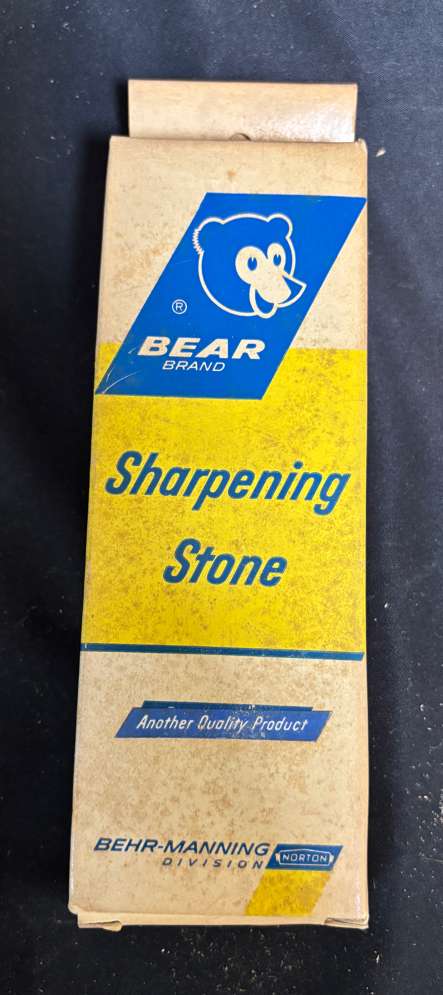 ®
BEAR
BRAND
Sharpening
Stone
Another Quality Product
BEHR-MANNING
DIVISION
NORTON